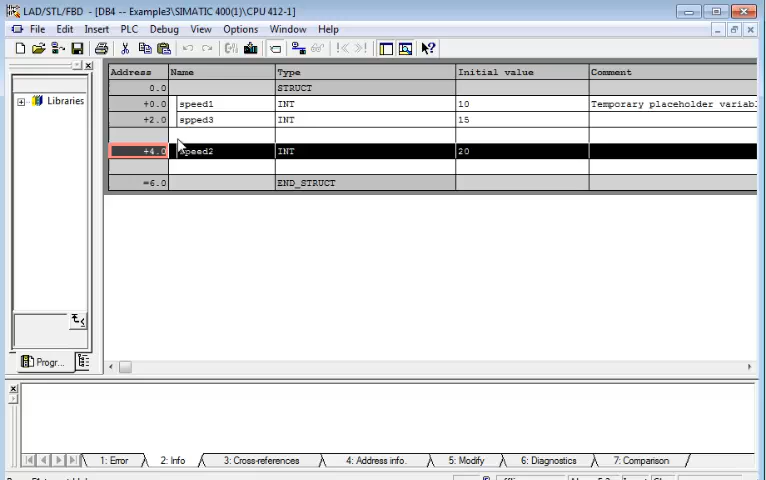 LAD/STL/FBD - [DB4 -- Example3\SIMATIC 400(1)\CPU 412-1]
File Edit Insert PLC Debug View Options Window Help
Address Name Type Initial value Comment
0.0 STRUCT
+0.0 speed1 INT 10 Temporary placeholder variabl
+2.0 spped3 INT 15
+4.0 speed2 INT 20
=6.0 END_STRUCT
Libraries
Progr...
1: Error 2: Info 3: Cross-references 4: Address info. 5: Modify 6: Diagnostics 7: Comparison